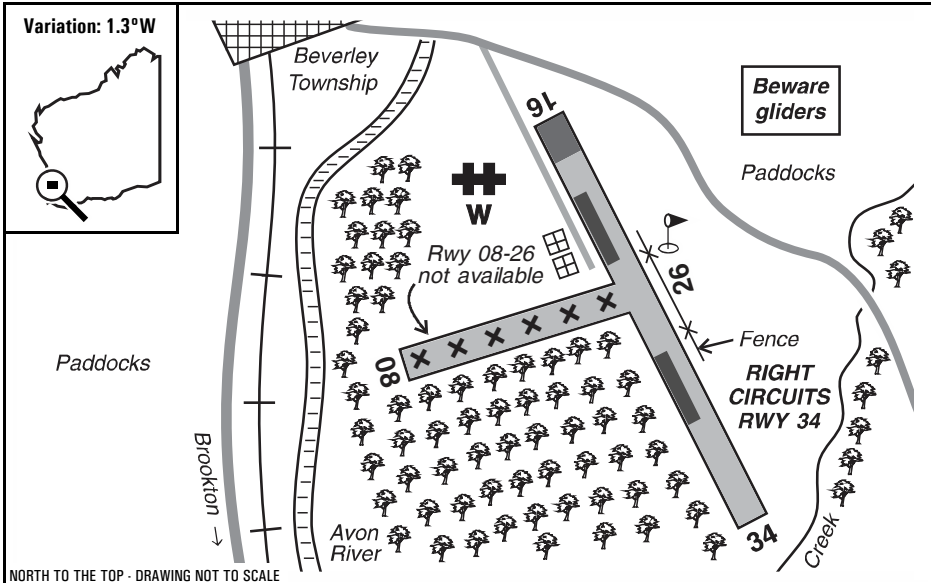 Variation: 1.3°W
Beverley
Township
16
Beware
gliders
Paddocks
W
Rwy 08-26
not available
26
Paddocks
08
Fence
RIGHT
CIRCUITS
RWY 34
Brookton →
Avon
River
34
Creek
NORTH TO THE TOP - DRAWING NOT TO SCALE